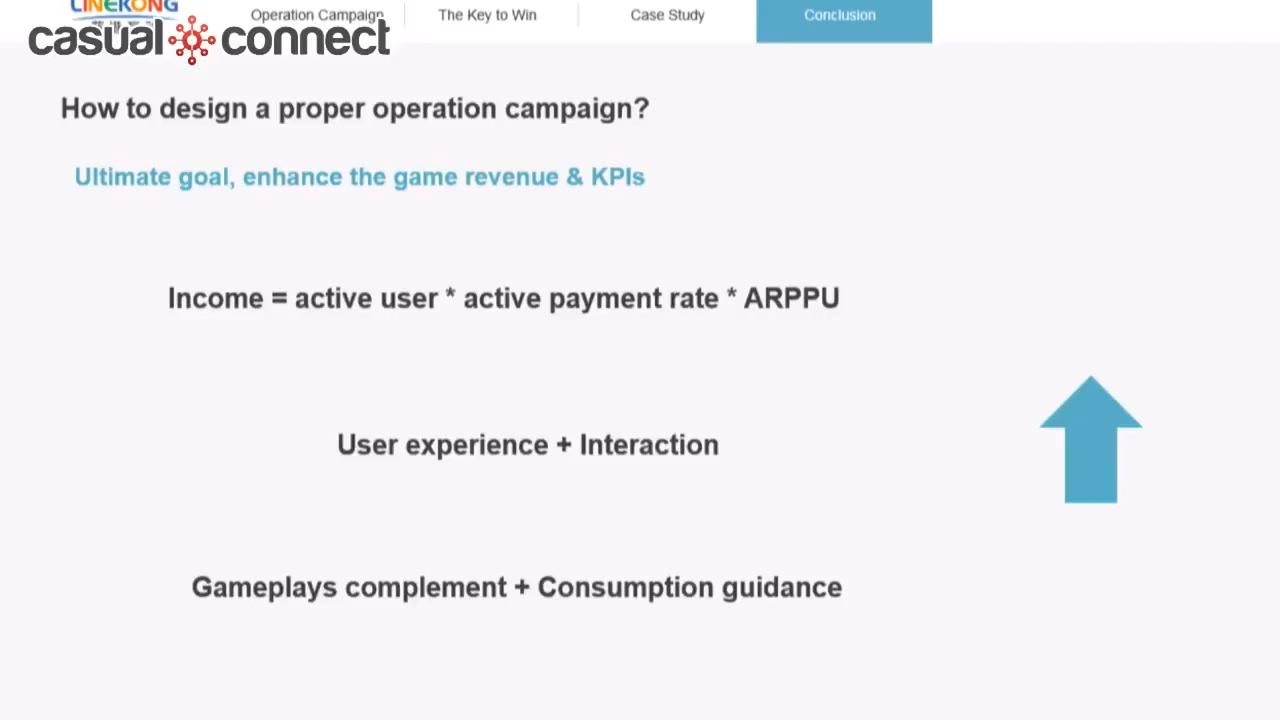 LINEKONG
Operation Campaign
The Key to Win
Case Study
Conclusion
casual connect
How to design a proper operation campaign?
Ultimate goal, enhance the game revenue & KPIs
Income = active user * active payment rate * ARPPU
User experience + Interaction
Gameplays complement + Consumption guidance